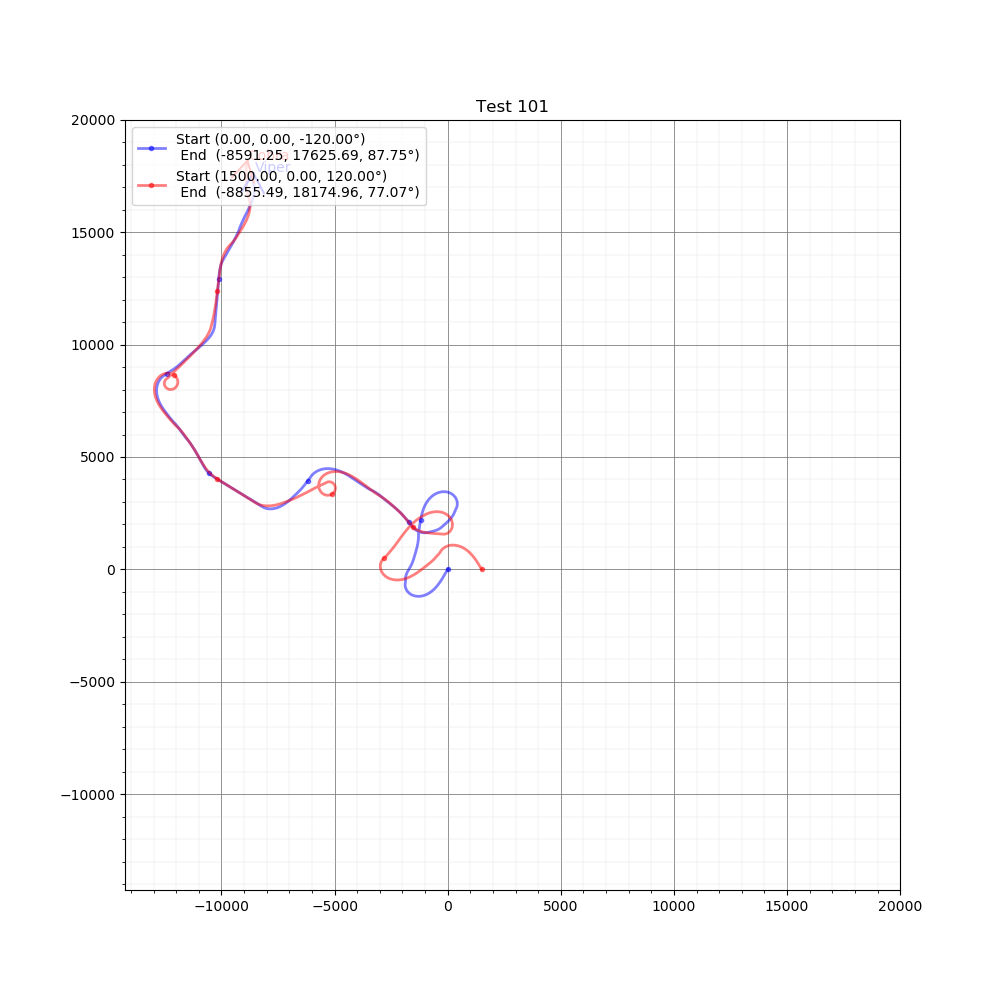 Test 101
Start (0.00, 0.00, -120.00°)
End (-8591.25, 17625.69, 87.75°)
Start (1500.00, 0.00, 120.00°)
End (-8855.49, 18174.96, 77.07°)
Viper
20000
15000
10000
5000
0
−5000
−10000
−10000 −5000 0 5000 10000 15000 20000